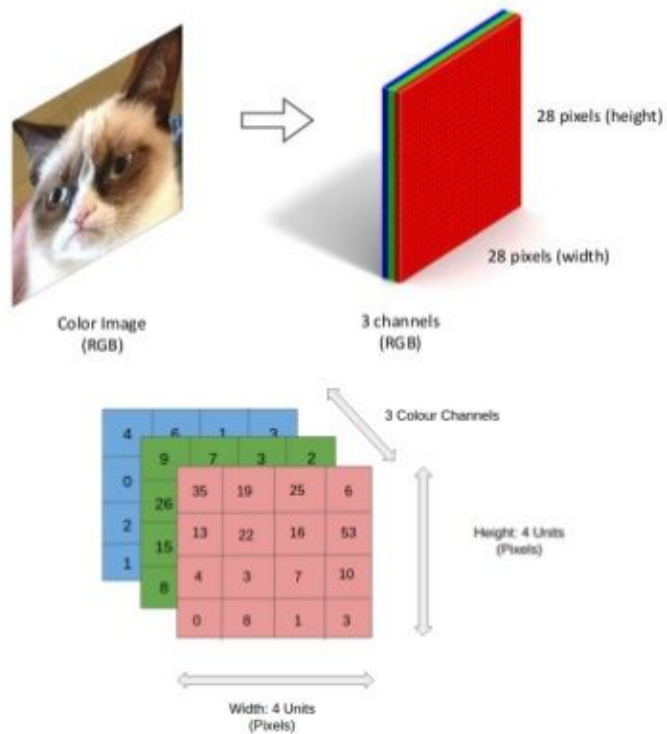 28 pixels (height)
28 pixels (width)
Color Image
(RGB)
3 channels
(RGB)
3 Colour Channels
4 6 1 3
0
2
1
9 7 3 2
26
15
8
35 19 25 6
13 22 16 53
4 3 7 10
0 8 1 3
Height: 4 Units
(Pixels)
Width: 4 Units
(Pixels)